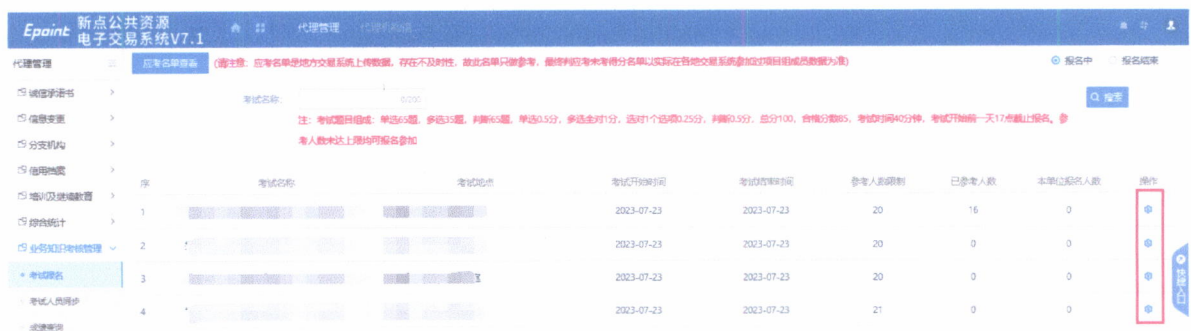 Epoint 新点公共资源
电子交易系统V7.1
代理管理
代理管理
应考名单查看
(请注意：应考名单是地方交易系统上传数据，存在不及时性，故此名单只做参考，最终判应考未考得分名单以实际在各地交易系统参加过项目组成员数据为准)
报名中
报名结束
诚信承诺书
考试名称:
0/200
搜索
信息变更
注：考试题目组成：单选65题，多选35题，判断65题，单选0.5分，多选全对1分，选对1个选项0.25分，判断0.5分，总分100，合格分数85，考试时间40分钟，考试开始前一天17点截止报名。参
考人数未达上限均可报名参加
分支机构
信用档案
培训及继续教育
综合统计
业务知识考核管理
考试报名
考试人员同步
成绩查询
序 考试名称 考试地点 考试开始时间 考试结束时间 参考人数限制 已参考人数 本单位报名人数 操作
1 2023-07-23 2023-07-23 20 16 0
2 2023-07-23 2023-07-23 20 0 0
3 2023-07-23 2023-07-23 20 0 0
4 2023-07-23 2023-07-23 21 0 0
快捷入口